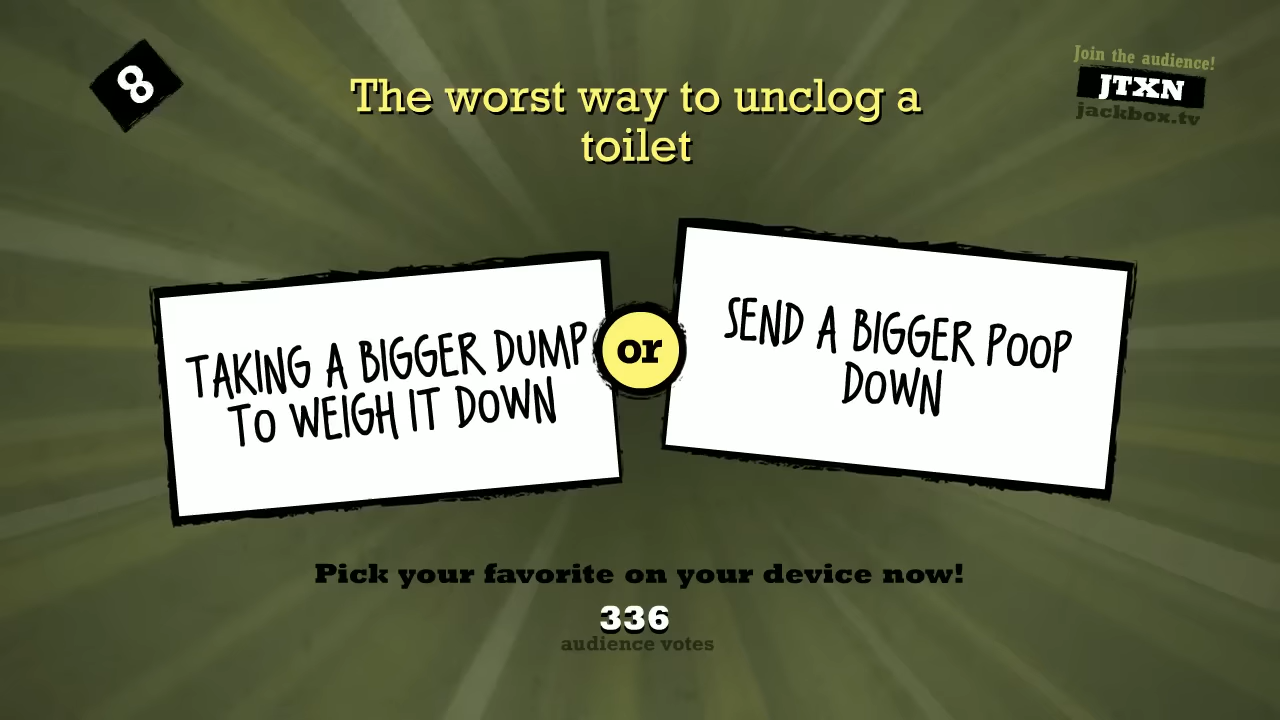 8
Join the audience!
JTXN
jackbox.tv
The worst way to unclog a
toilet
TAKING A BIGGER DUMP
TO WEIGH IT DOWN
or
SEND A BIGGER POOP
DOWN
Pick your favorite on your device now!
336
audience votes